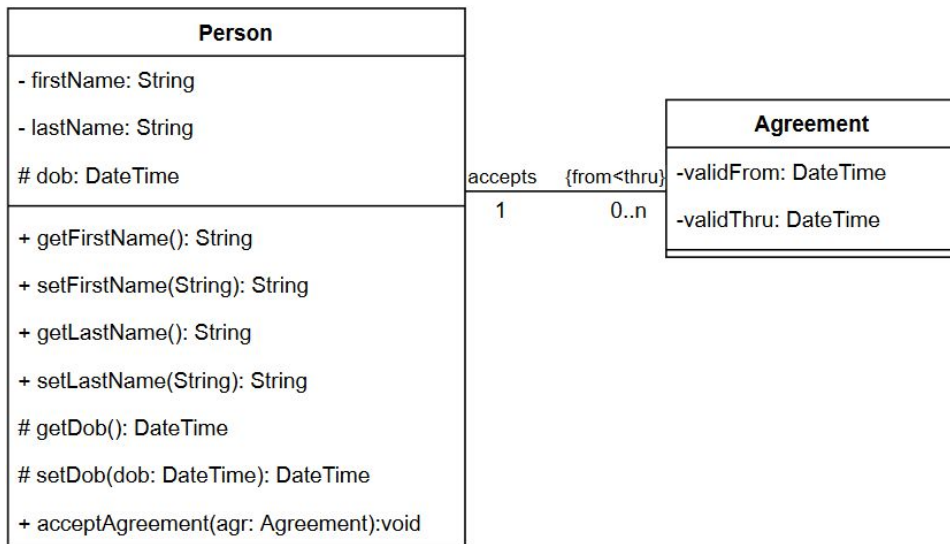 Person
- firstName: String
- lastName: String
# dob: DateTime
+ getFirstName(): String
+ setFirstName(String): String
+ getLastName(): String
+ setLastName(String): String
# getDob(): DateTime
# setDob(dob: DateTime): DateTime
+ acceptAgreement(agr: Agreement):void
accepts {from<thru}
1 0..n
Agreement
-validFrom: DateTime
-validThru: DateTime